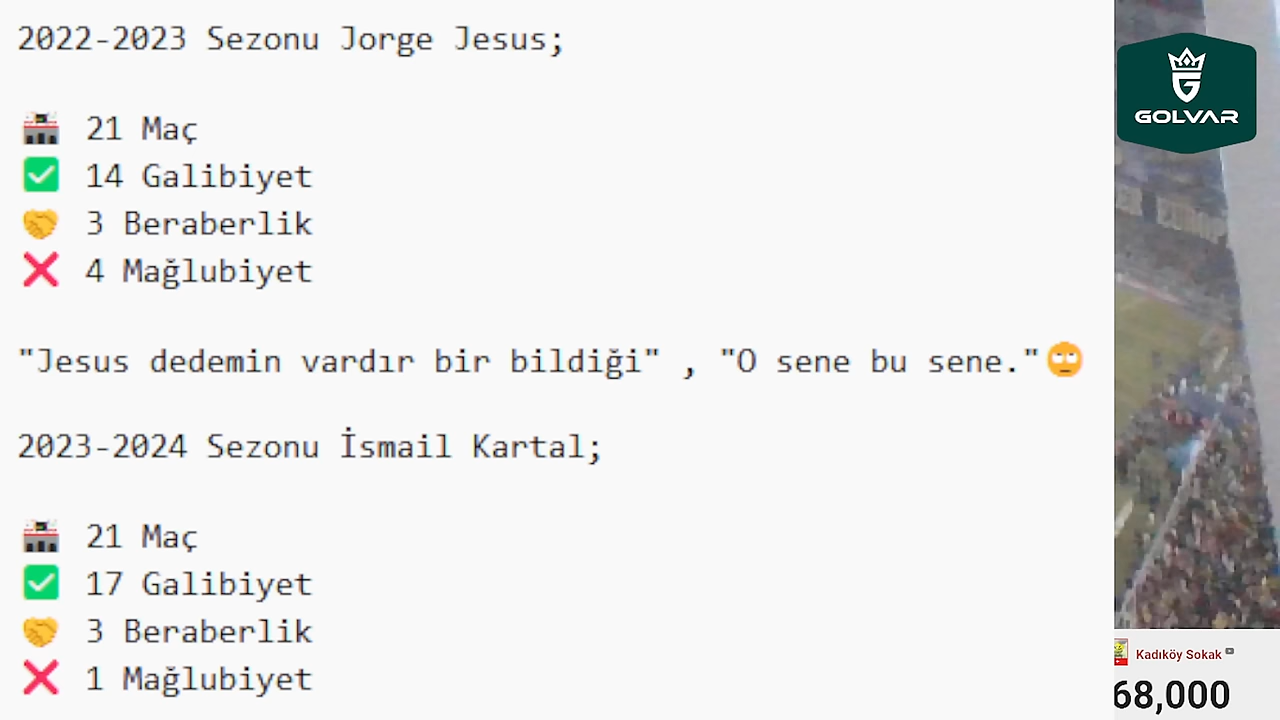 2022-2023 Sezonu Jorge Jesus;
21 Maç
14 Galibiyet
3 Beraberlik
4 Mağlubiyet
"Jesus dedemin vardır bir bildiği" , "O sene bu sene."🙄
2023-2024 Sezonu İsmail Kartal;
21 Maç
17 Galibiyet
3 Beraberlik
1 Mağlubiyet
GOLVAR
Kadıköy Sokak
68,000